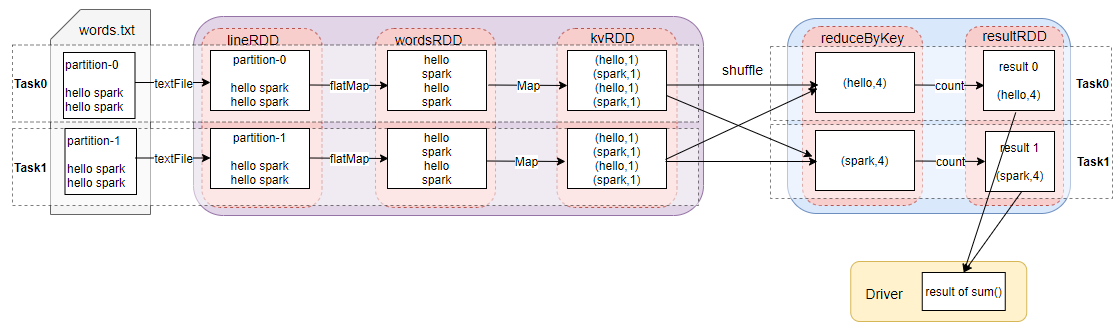 words.txt
lineRDD
wordsRDD
kvRDD
reduceByKey
resultRDD
Task0
partition-0
hello spark
hello spark
textFile
partition-0
hello spark
hello spark
flatMap
hello
spark
hello
spark
Map
(hello,1)
(spark,1)
(hello,1)
(spark,1)
shuffle
(hello,4)
count
result 0
(hello,4)
Task0
Task1
partition-1
hello spark
hello spark
textFile
partition-1
hello spark
hello spark
flatMap
hello
spark
hello
spark
Map
(hello,1)
(spark,1)
(hello,1)
(spark,1)
(spark,4)
count
result 1
(spark,4)
Task1
Driver
result of sum()